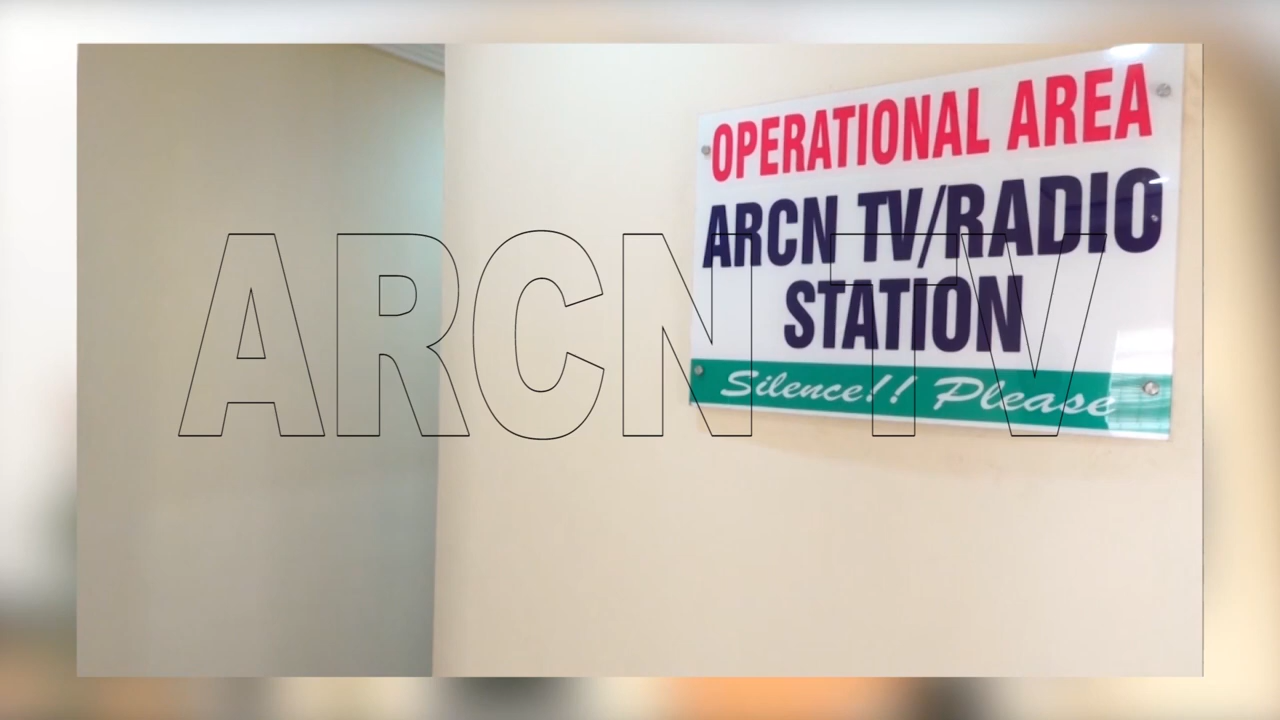 OPERATIONAL AREA
ARCN TV/RADIO
STATION
Silence!! Please
ARCN TV